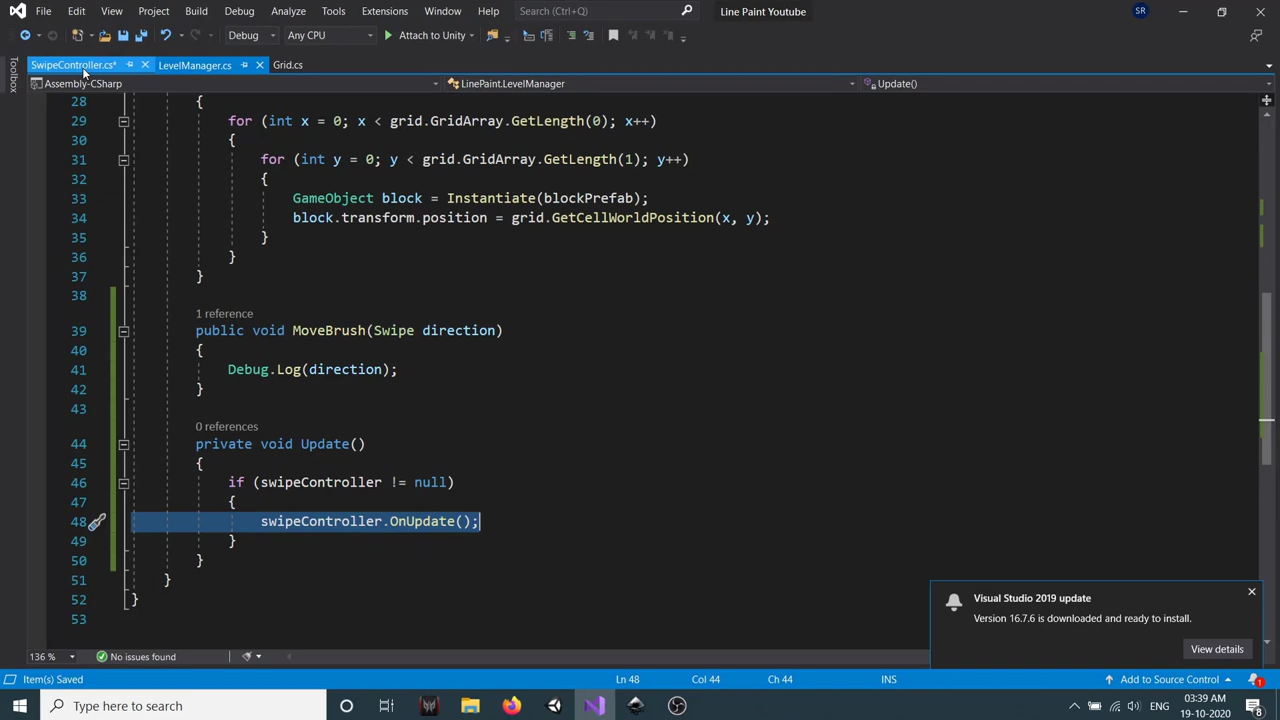 File Edit View Project Build Debug Analyze Tools Extensions Window Help Search (Ctrl+Q) Line Paint Youtube SR
Debug Any CPU Attach to Unity
SwipeController.cs* LevelManager.cs Grid.cs
Toolbox
Assembly-CSharp LinePaint.LevelManager Update()
28 {
29 for (int x = 0; x < grid.GridArray.GetLength(0); x++)
30 {
31 for (int y = 0; y < grid.GridArray.GetLength(1); y++)
32 {
33 GameObject block = Instantiate(blockPrefab);
34 block.transform.position = grid.GetCellWorldPosition(x, y);
35 }
36 }
37 }
38
1 reference
39 public void MoveBrush(Swipe direction)
40 {
41 Debug.Log(direction);
42 }
43
0 references
44 private void Update()
45 {
46 if (swipeController != null)
47 {
48 swipeController.OnUpdate();
49 }
50 }
51 }
52 }
53
Visual Studio 2019 update
Version 16.7.6 is downloaded and ready to install.
View details
136 % No issues found
Item(s) Saved Ln 48 Col 44 Ch 44 INS Add to Source Control 1
Type here to search ENG 03:39 AM
19-10-2020 8